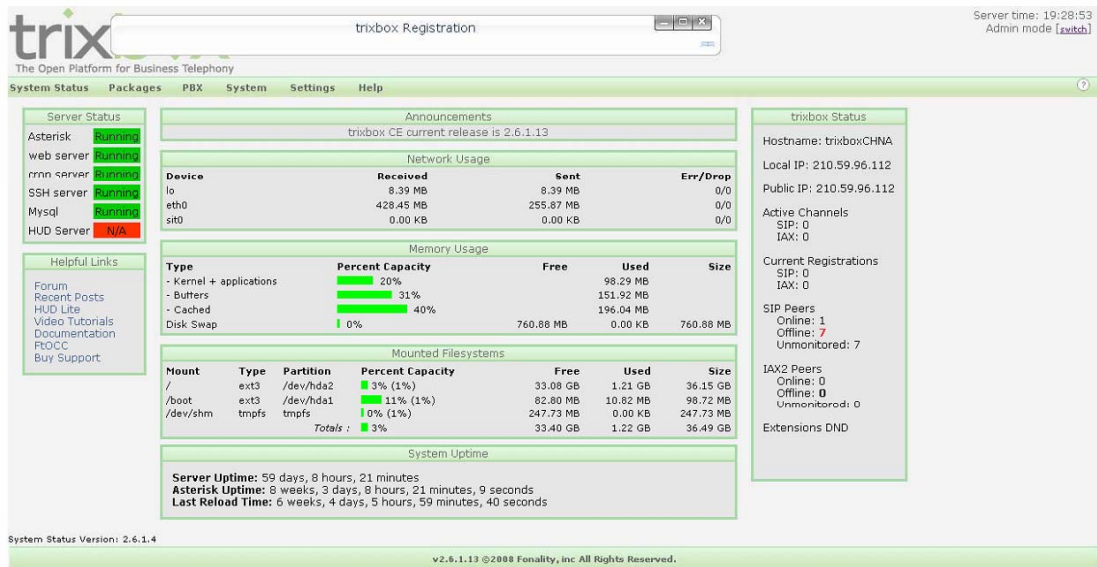 trixbox Registration
Server time: 19:28:53
Admin mode [switch]
trix
The Open Platform for Business Telephony
System Status Packages PBX System Settings Help
Server Status
Asterisk Running
web server Running
cron server Running
SSH server Running
Mysql Running
HUD Server N/A
Helpful Links
Forum
Recent Posts
HUD Lite
Video Tutorials
Documentation
FtOCC
Buy Support
Announcements
trixbox CE current release is 2.6.1.13
Network Usage
Device Received Sent Err/Drop
lo 8.39 MB 8.39 MB 0/0
eth0 428.45 MB 255.87 MB 0/0
sit0 0.00 KB 0.00 KB 0/0
Memory Usage
Type Percent Capacity Free Used Size
- Kernel + applications 20% 98.29 MB
- Buffers 31% 151.92 MB
- Cached 40% 196.04 MB
Disk Swap 0% 760.88 MB 0.00 KB 760.88 MB
Mounted Filesystems
Mount Type Partition Percent Capacity Free Used Size
/ ext3 /dev/hda2 3% (1%) 33.08 GB 1.21 GB 36.15 GB
/boot ext3 /dev/hda1 11% (1%) 82.80 MB 10.82 MB 98.72 MB
/dev/shm tmpfs tmpfs 0% (1%) 247.73 MB 0.00 KB 247.73 MB
Totals : 3% 33.40 GB 1.22 GB 36.49 GB
System Uptime
Server Uptime: 59 days, 8 hours, 21 minutes
Asterisk Uptime: 8 weeks, 3 days, 8 hours, 21 minutes, 9 seconds
Last Reload Time: 6 weeks, 4 days, 5 hours, 59 minutes, 40 seconds
trixbox Status
Hostname: trixboxCHNA
Local IP: 210.59.96.112
Public IP: 210.59.96.112
Active Channels
SIP: 0
IAX: 0
Current Registrations
SIP: 0
IAX: 0
SIP Peers
Online: 1
Offline: 7
Unmonitored: 7
IAX2 Peers
Online: 0
Offline: 0
Unmonitored: 0
Extensions DND
System Status Version: 2.6.1.4
v2.6.1.13 ©2008 Fonality, inc All Rights Reserved.